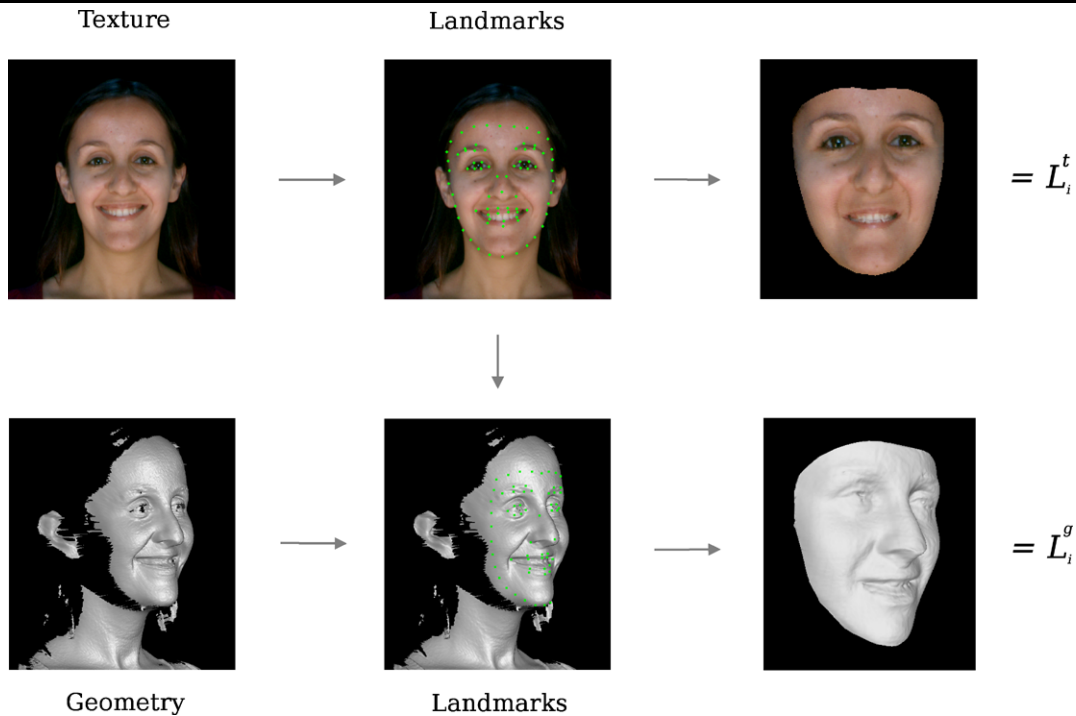 Texture
Landmarks
= L_i^t
= L_i^g
Geometry
Landmarks